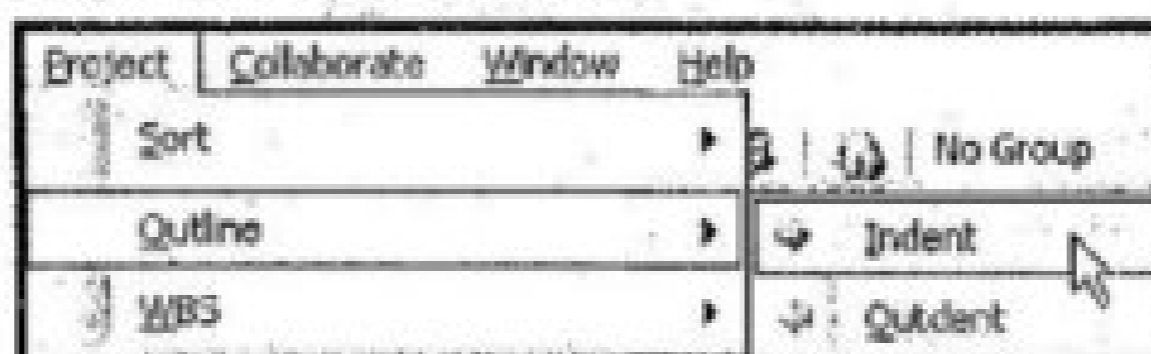 Project Collaborate Window Help
Sort
No Group
Outline
Indent
WBS
Outdent